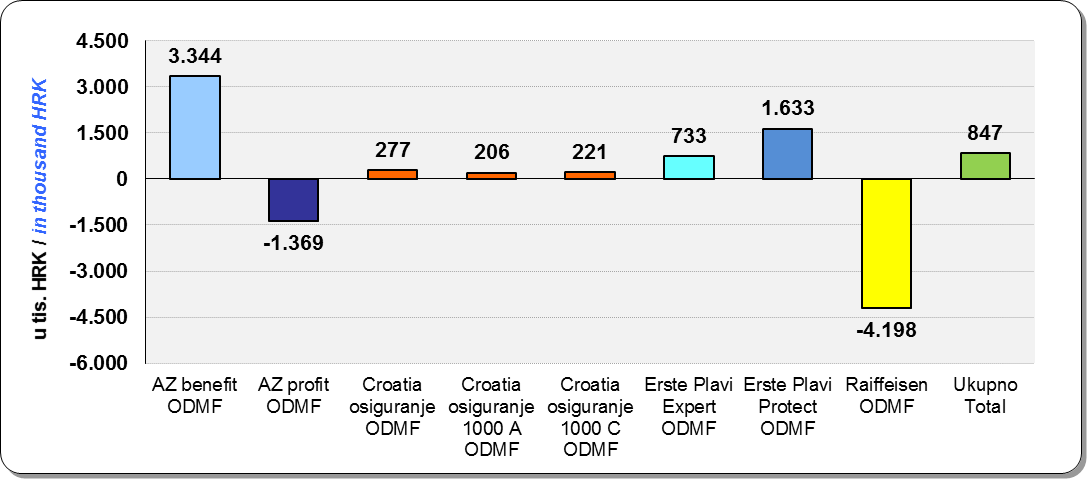 4.500
3.000
1.500
0
-1.500
-3.000
-4.500
-6.000
u tis. HRK / in thousand HRK
3.344
-1.369
277
206
221
733
1.633
-4.198
847
AZ benefit
ODMF
AZ profit
ODMF
Croatia
osiguranje
ODMF
Croatia
osiguranje
1000 A
ODMF
Croatia
osiguranje
1000 C
ODMF
Erste Plavi
Expert
ODMF
Erste Plavi
Protect
ODMF
Raiffeisen
ODMF
Ukupno
Total